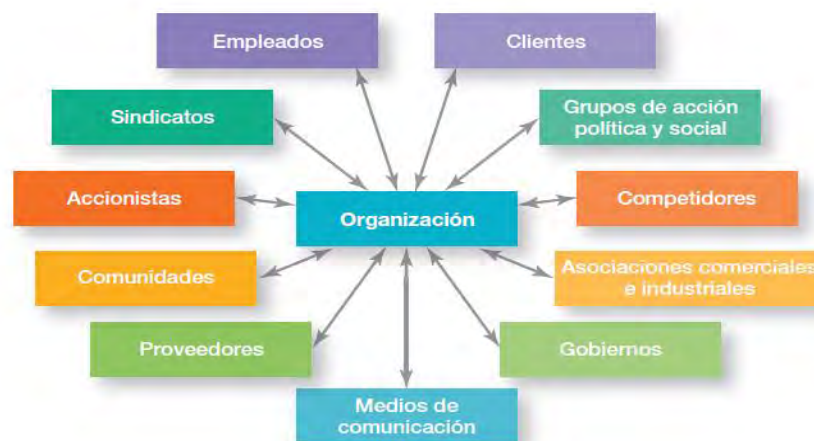 Empleados
Clientes
Sindicatos
Grupos de acción
política y social
Accionistas
Organización
Competidores
Comunidades
Asociaciones comerciales
e industriales
Proveedores
Gobiernos
Medios de
comunicación